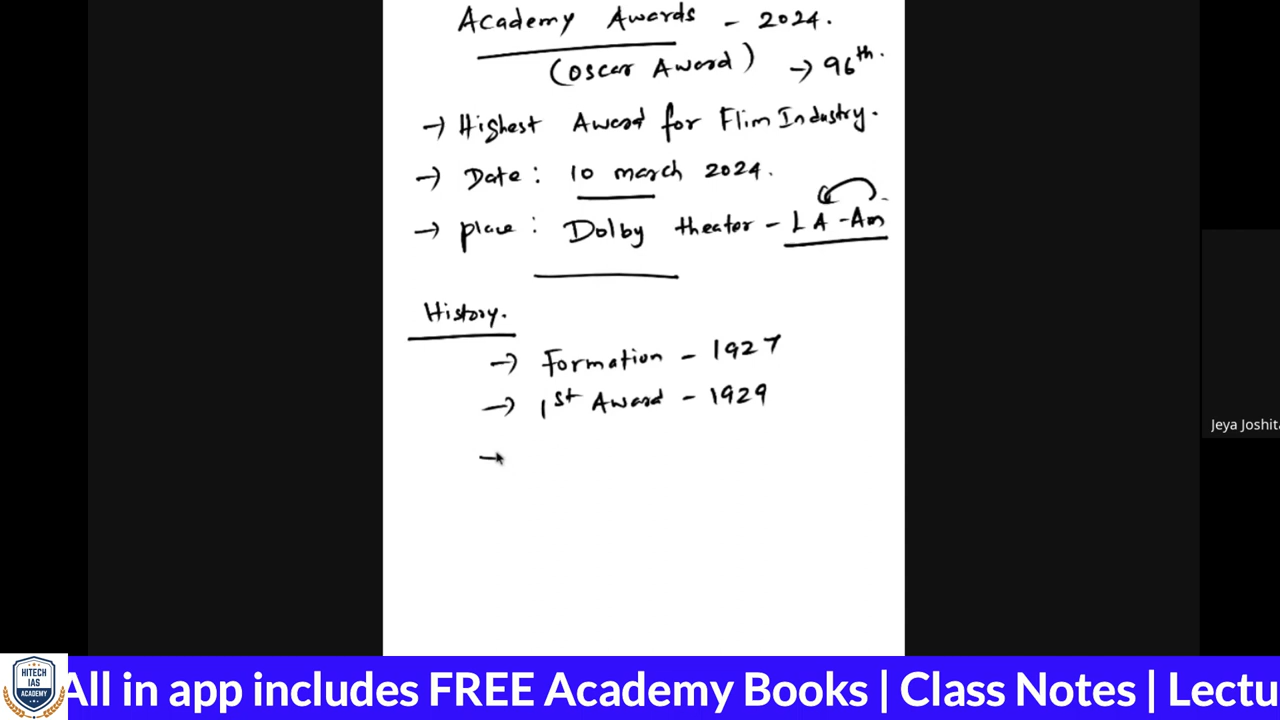 Academy Awards - 2024.
(Oscar Award) → 96th.
→ Highest Award for Flim Industry.
→ Date: 10 march 2024.
→ place: Dolby theator - LA - Am
History.
→ Formation - 1927
→ 1st Award - 1929
→
Jeya Joshita
HITECH
IAS
ACADEMY
All in app includes FREE Academy Books | Class Notes | Lectu